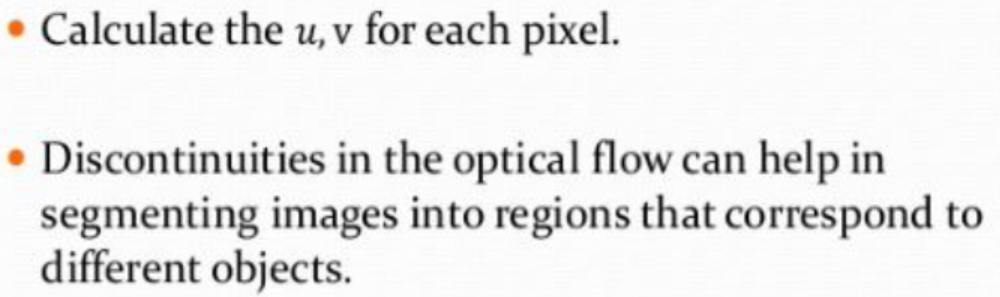 • Calculate the u, v for each pixel.
• Discontinuities in the optical flow can help in
segmenting images into regions that correspond to
different objects.